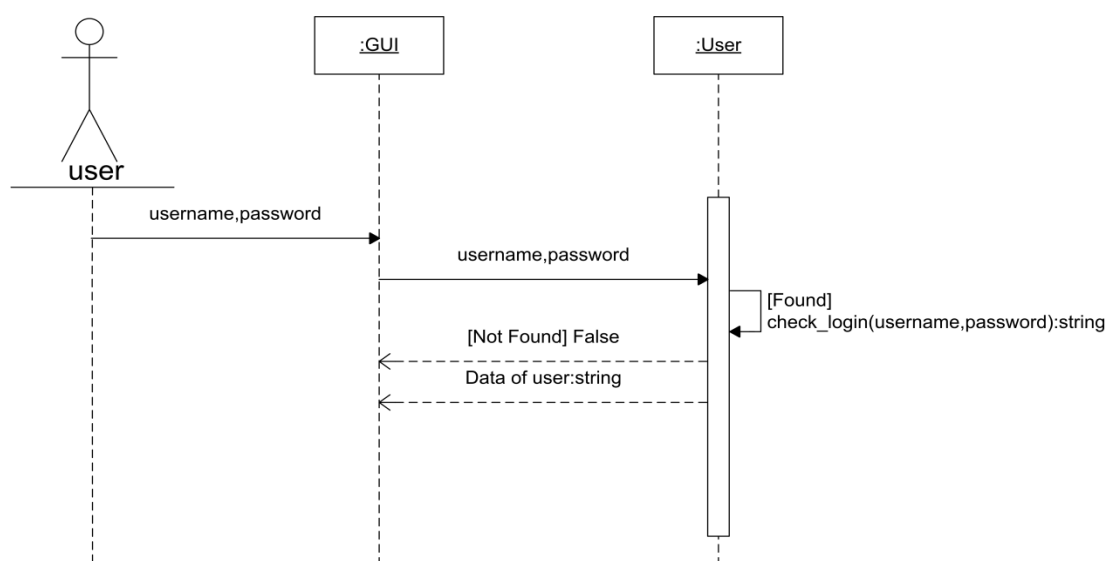 :GUI
:User
user
username,password
username,password
[Found]
check_login(username,password):string
[Not Found] False
Data of user:string